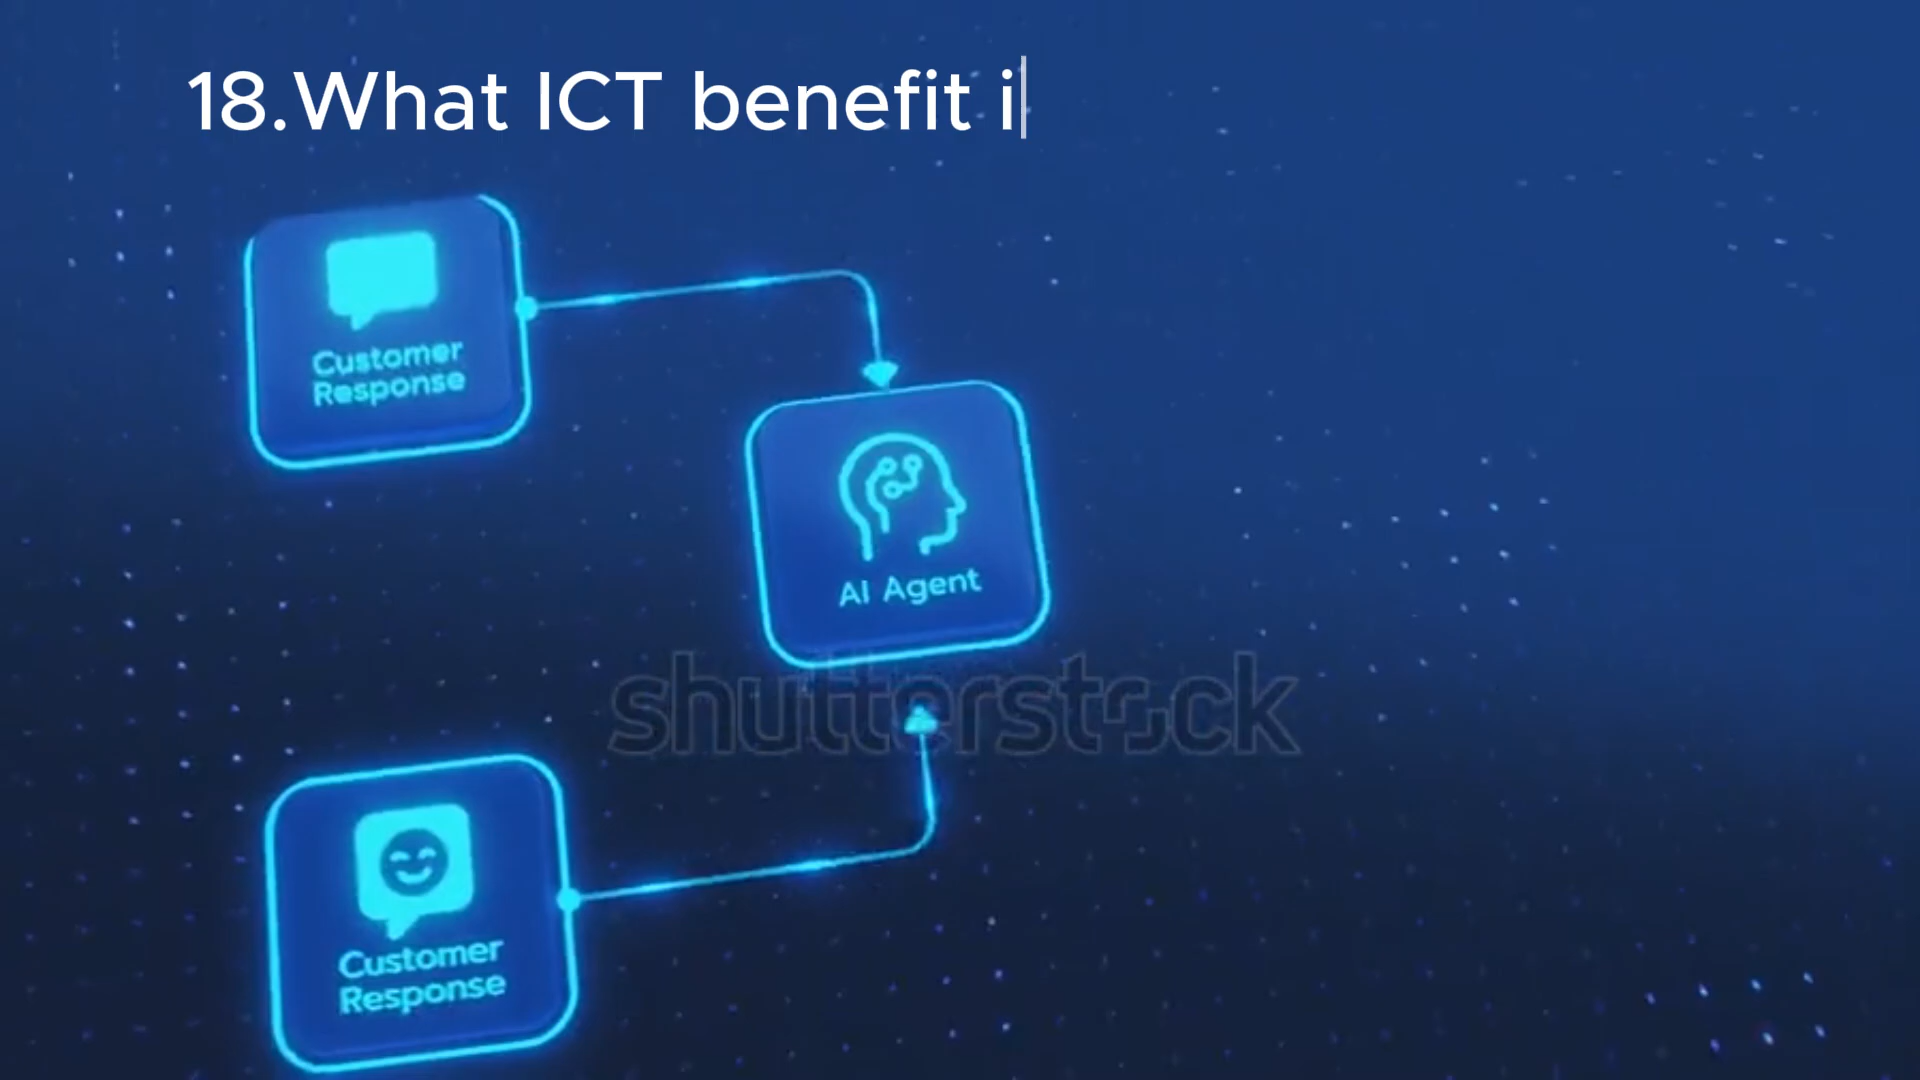 18.What ICT benefit i
Customer
Response
AI Agent
shutterstock
Customer
Response